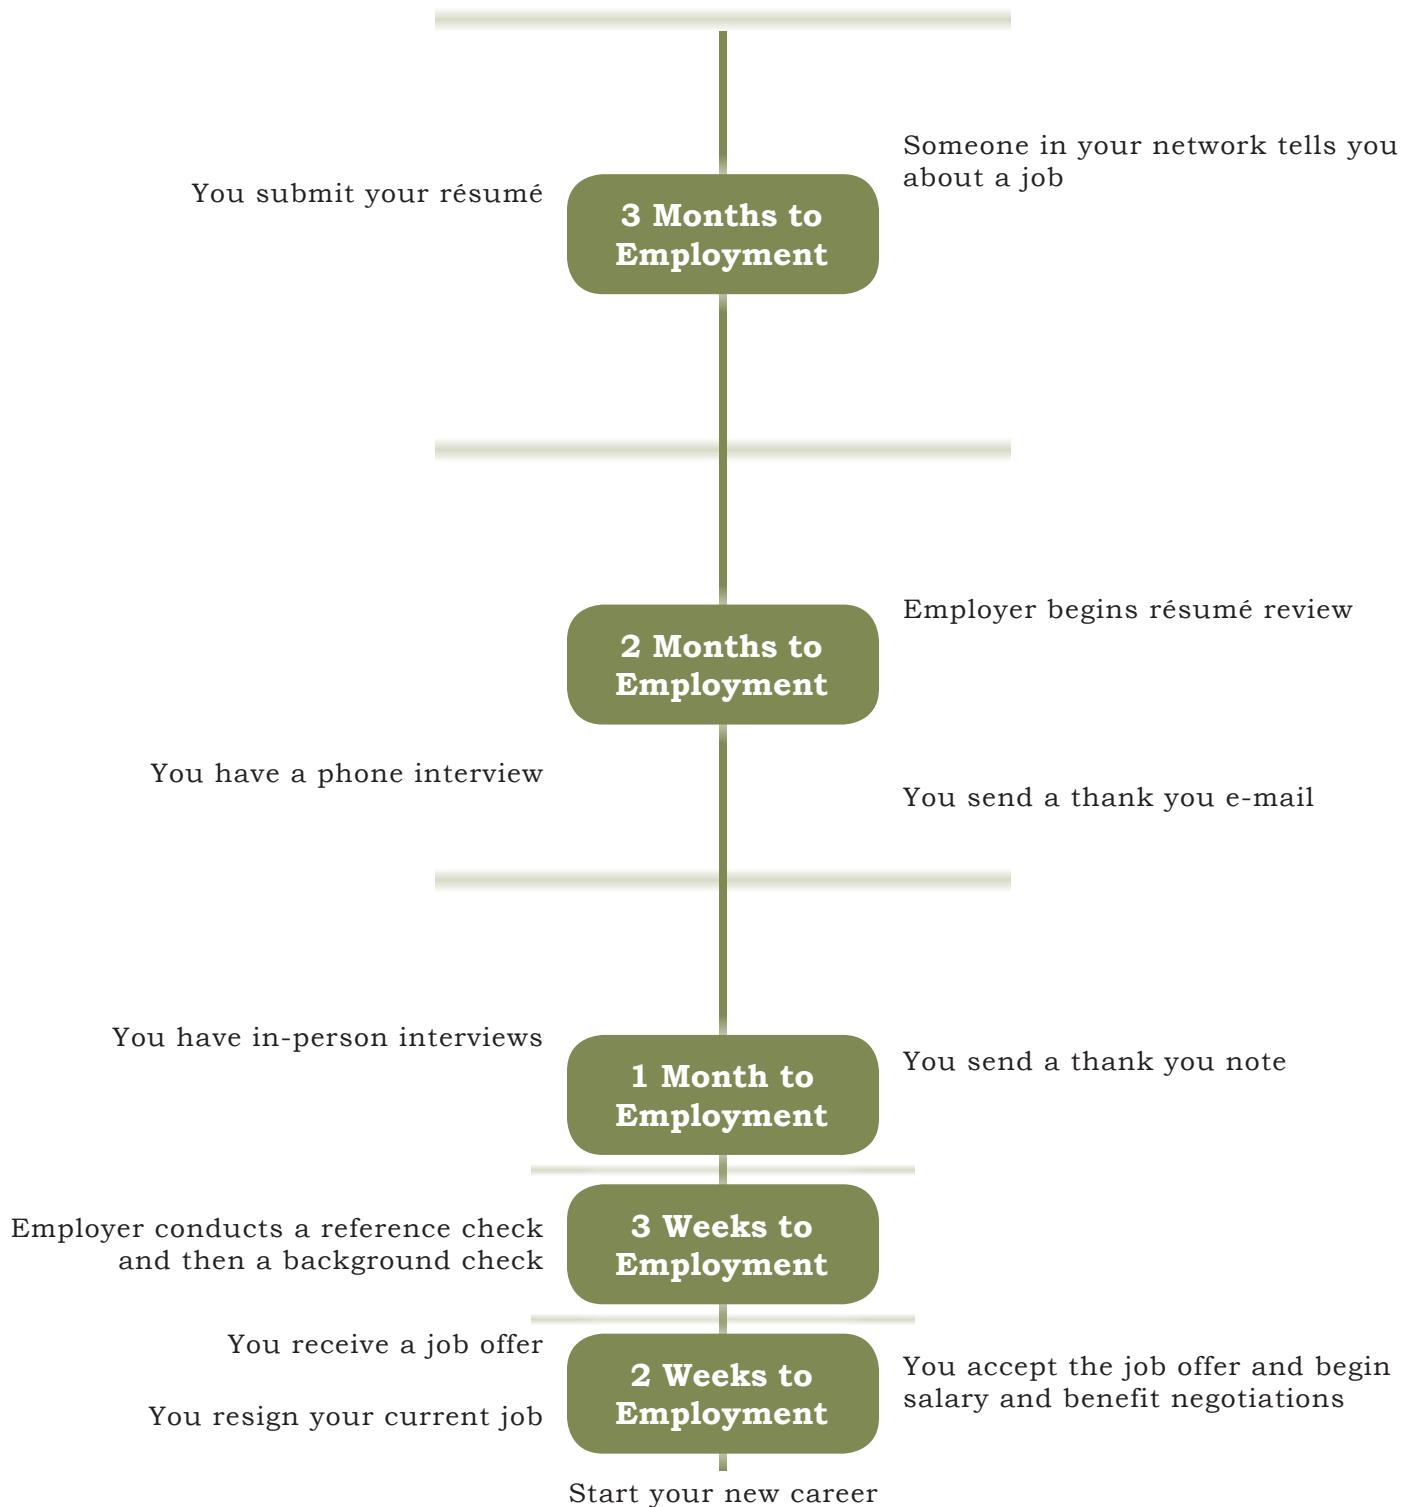 Someone in your network tells you
about a job
You submit your résumé
3 Months to
Employment
Employer begins résumé review
2 Months to
Employment
You have a phone interview
You send a thank you e-mail
You have in-person interviews
You send a thank you note
1 Month to
Employment
Employer conducts a reference check
and then a background check
3 Weeks to
Employment
You receive a job offer
2 Weeks to
Employment
You accept the job offer and begin
salary and benefit negotiations
You resign your current job
Start your new career